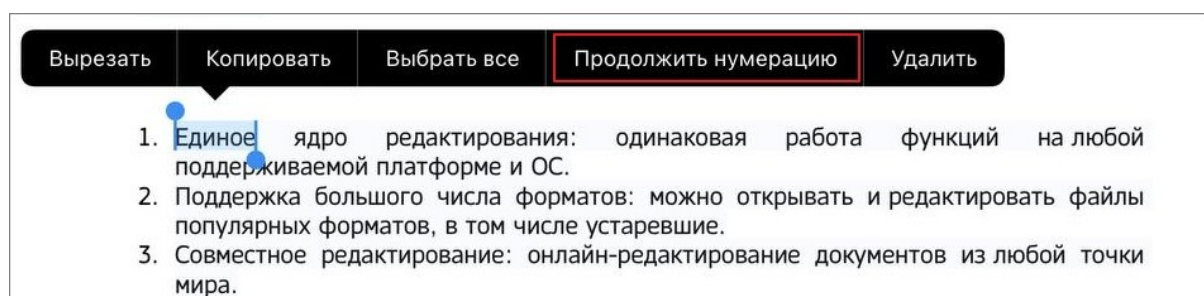 Вырезать Копировать Выбрать все Продолжить нумерацию Удалить
1. Единое ядро редактирования: одинаковая работа функций на любой
поддерживаемой платформе и ОС.
2. Поддержка большого числа форматов: можно открывать и редактировать файлы
популярных форматов, в том числе устаревшие.
3. Совместное редактирование: онлайн-редактирование документов из любой точки
мира.